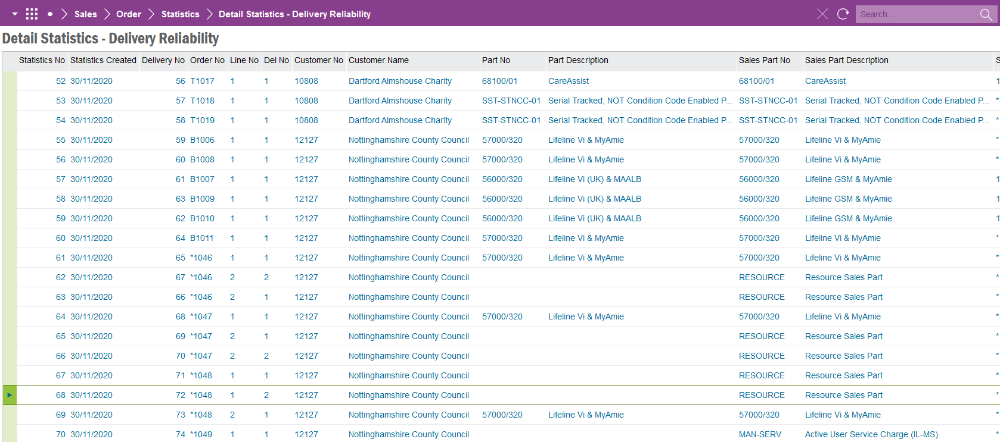 Sales Order Statistics Detail Statistics - Delivery Reliability Search...
Detail Statistics - Delivery Reliability
Statistics No Statistics Created Delivery No Order No Line No Del No Customer No Customer Name Part No Part Description Sales Part No Sales Part Description S
52 30/11/2020 56 T1017 1 1 10808 Dartford Almshouse Charity 68100/01 CareAssist 68100/01 CareAssist 1
53 30/11/2020 57 T1018 1 1 10808 Dartford Almshouse Charity SST-STNCC-01 Serial Tracked, NOT Condition Code Enabled P... SST-STNCC-01 Serial Tracked, NOT Condition Code Enabled P... *
54 30/11/2020 58 T1019 1 1 10808 Dartford Almshouse Charity SST-STNCC-01 Serial Tracked, NOT Condition Code Enabled P... SST-STNCC-01 Serial Tracked, NOT Condition Code Enabled P... *
55 30/11/2020 59 B1006 1 1 12127 Nottinghamshire County Council 57000/320 Lifeline Vi & MyAmie 57000/320 Lifeline Vi & MyAmie *
56 30/11/2020 60 B1008 1 1 12127 Nottinghamshire County Council 57000/320 Lifeline Vi & MyAmie 57000/320 Lifeline Vi & MyAmie *
57 30/11/2020 61 B1007 1 1 12127 Nottinghamshire County Council 56000/320 Lifeline Vi (UK) & MAALB 56000/320 Lifeline GSM & MyAmie 1
58 30/11/2020 63 B1009 1 1 12127 Nottinghamshire County Council 56000/320 Lifeline Vi (UK) & MAALB 56000/320 Lifeline GSM & MyAmie 1
59 30/11/2020 62 B1010 1 1 12127 Nottinghamshire County Council 56000/320 Lifeline Vi (UK) & MAALB 56000/320 Lifeline GSM & MyAmie 1
60 30/11/2020 64 B1011 1 1 12127 Nottinghamshire County Council 57000/320 Lifeline Vi & MyAmie 57000/320 Lifeline Vi & MyAmie *
61 30/11/2020 65 *1046 1 1 12127 Nottinghamshire County Council 57000/320 Lifeline Vi & MyAmie 57000/320 Lifeline Vi & MyAmie *
62 30/11/2020 67 *1046 2 2 12127 Nottinghamshire County Council RESOURCE Resource Sales Part *
63 30/11/2020 66 *1046 2 1 12127 Nottinghamshire County Council RESOURCE Resource Sales Part *
64 30/11/2020 68 *1047 1 1 12127 Nottinghamshire County Council 57000/320 Lifeline Vi & MyAmie 57000/320 Lifeline Vi & MyAmie *
65 30/11/2020 69 *1047 2 1 12127 Nottinghamshire County Council RESOURCE Resource Sales Part *
66 30/11/2020 70 *1047 2 2 12127 Nottinghamshire County Council RESOURCE Resource Sales Part *
67 30/11/2020 71 *1048 1 1 12127 Nottinghamshire County Council RESOURCE Resource Sales Part *
68 30/11/2020 72 *1048 1 2 12127 Nottinghamshire County Council RESOURCE Resource Sales Part *
69 30/11/2020 73 *1048 2 1 12127 Nottinghamshire County Council 57000/320 Lifeline Vi & MyAmie 57000/320 Lifeline Vi & MyAmie *
70 30/11/2020 74 *1049 1 1 12127 Nottinghamshire County Council MAN-SERV Active User Service Charge (IL-MS) *